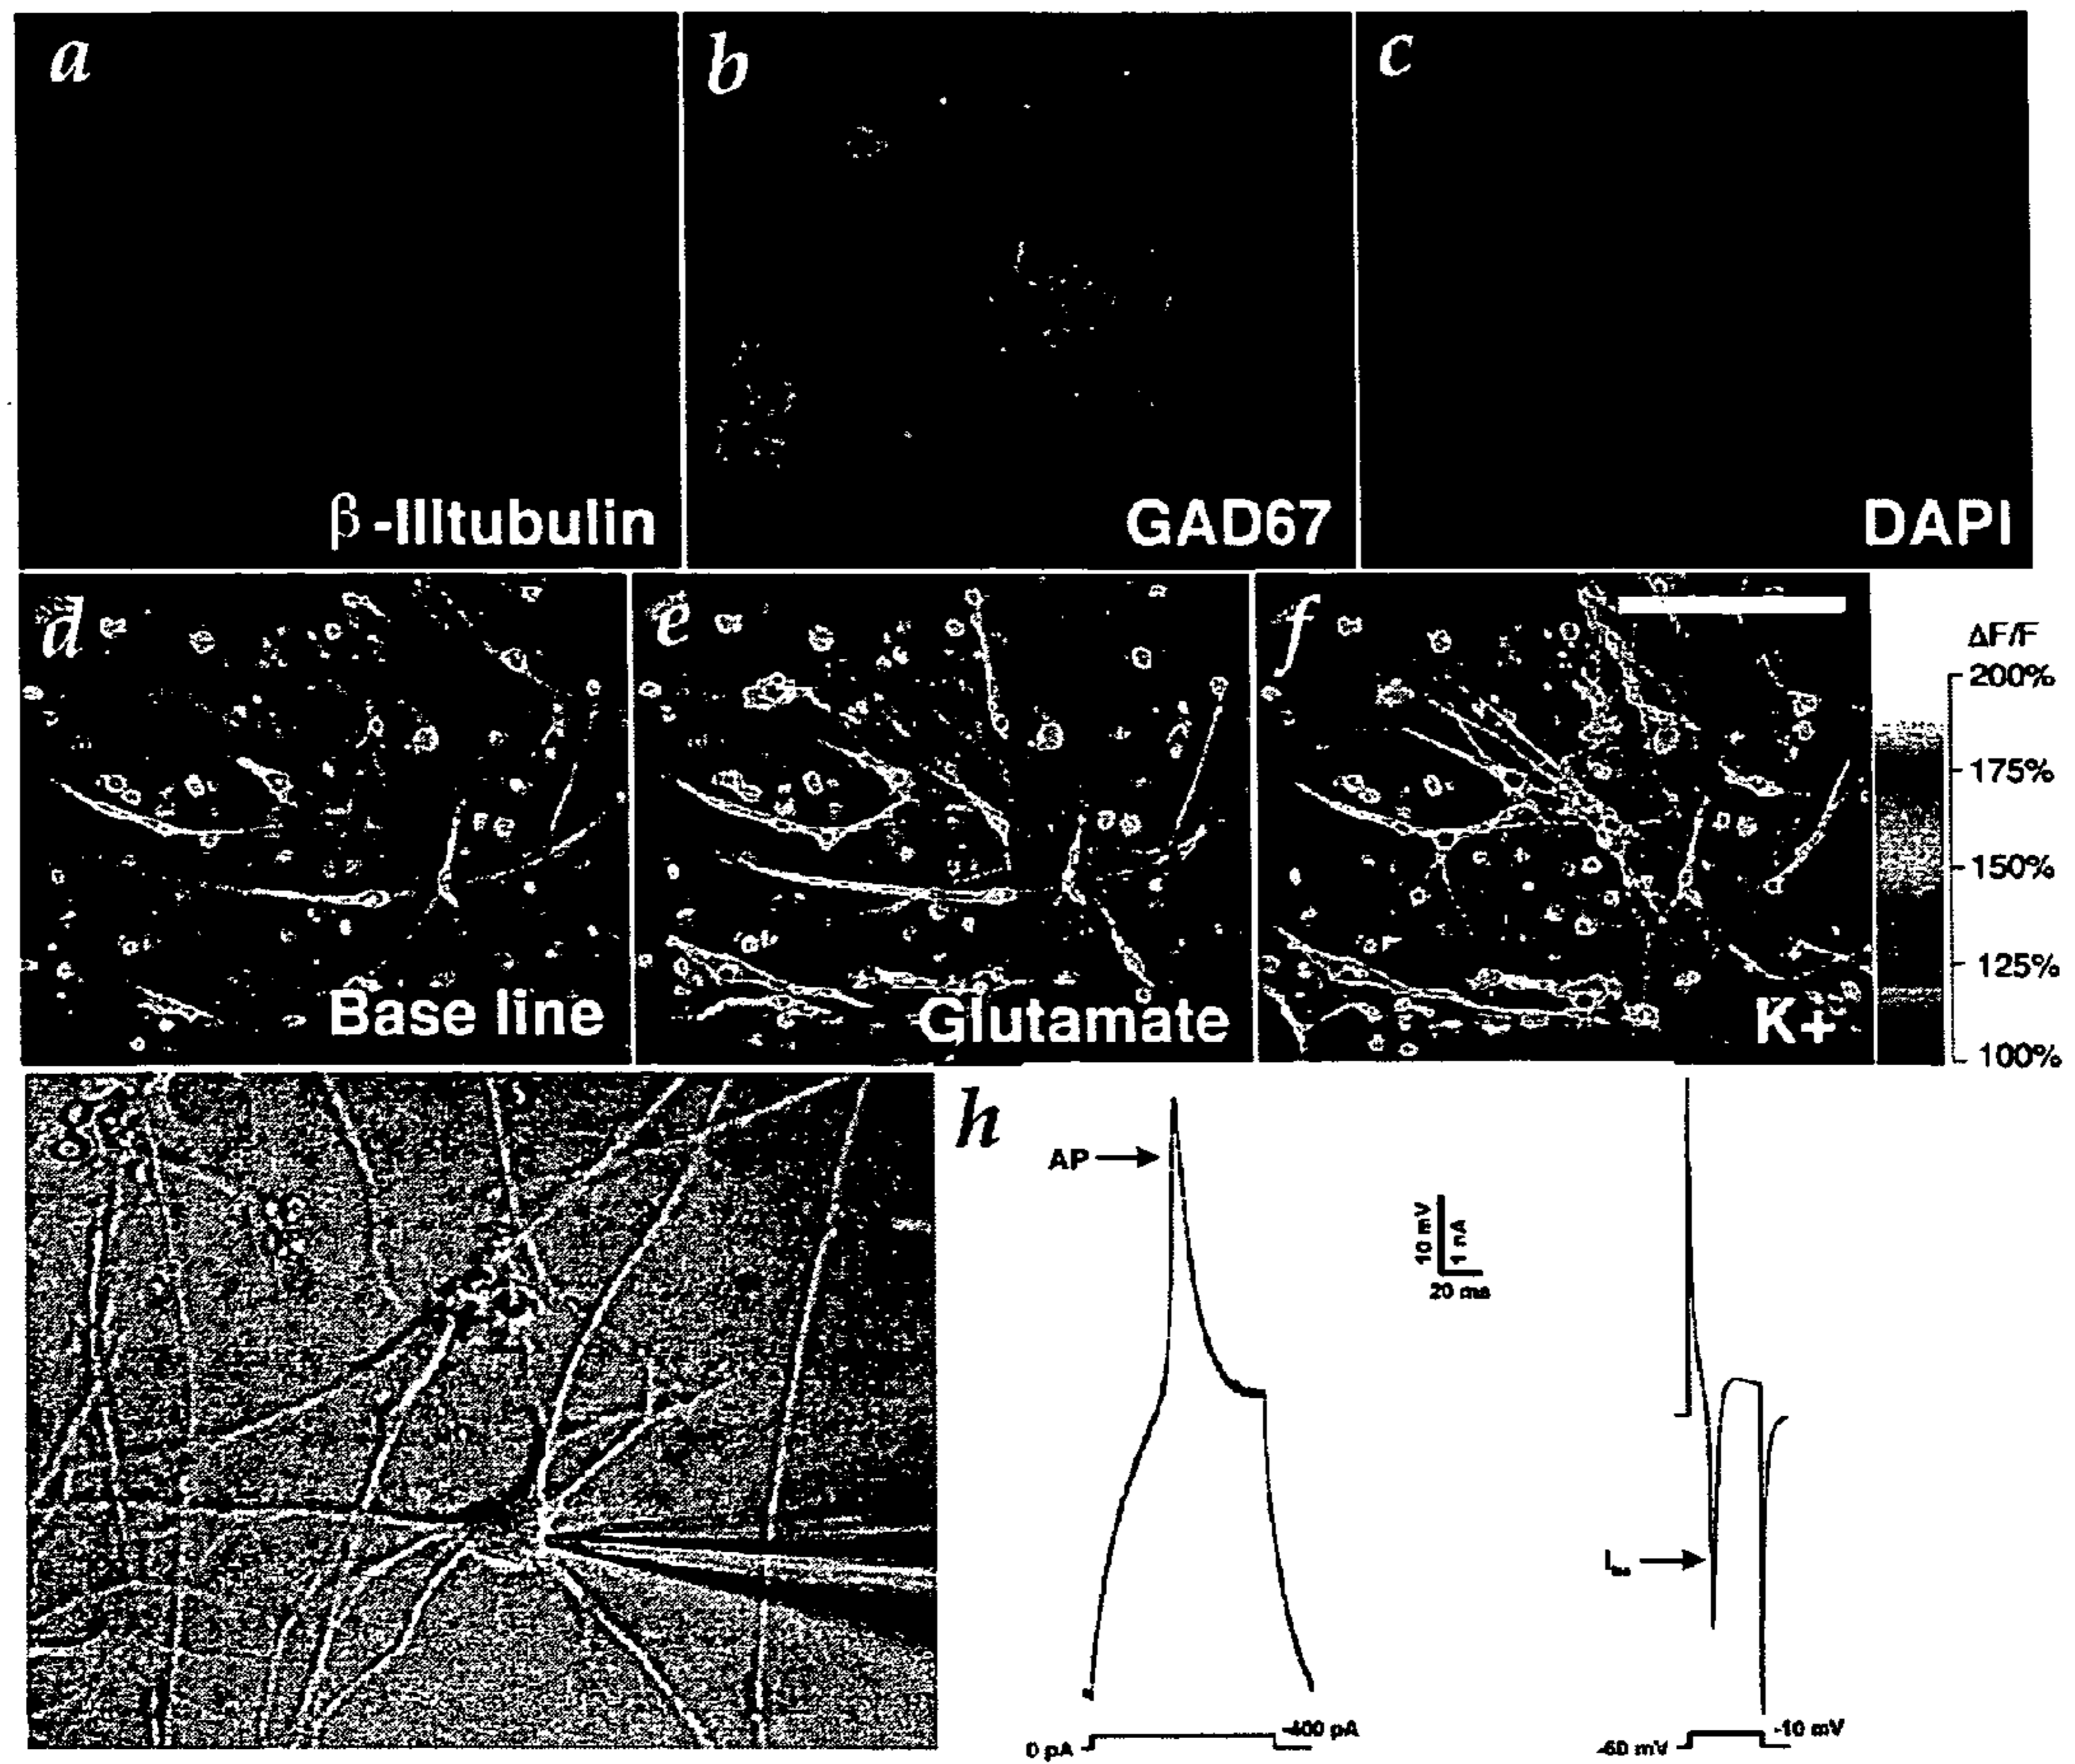 a
b
c
β-IIItubulin
GAD67
DAPI
d
e
f
Base line
Glutamate
K+
ΔF/F
200%
175%
150%
125%
100%
g
h
AP
10 mV
1 nA
20 ms
0 pA
-400 pA
-60 mV
-10 mV